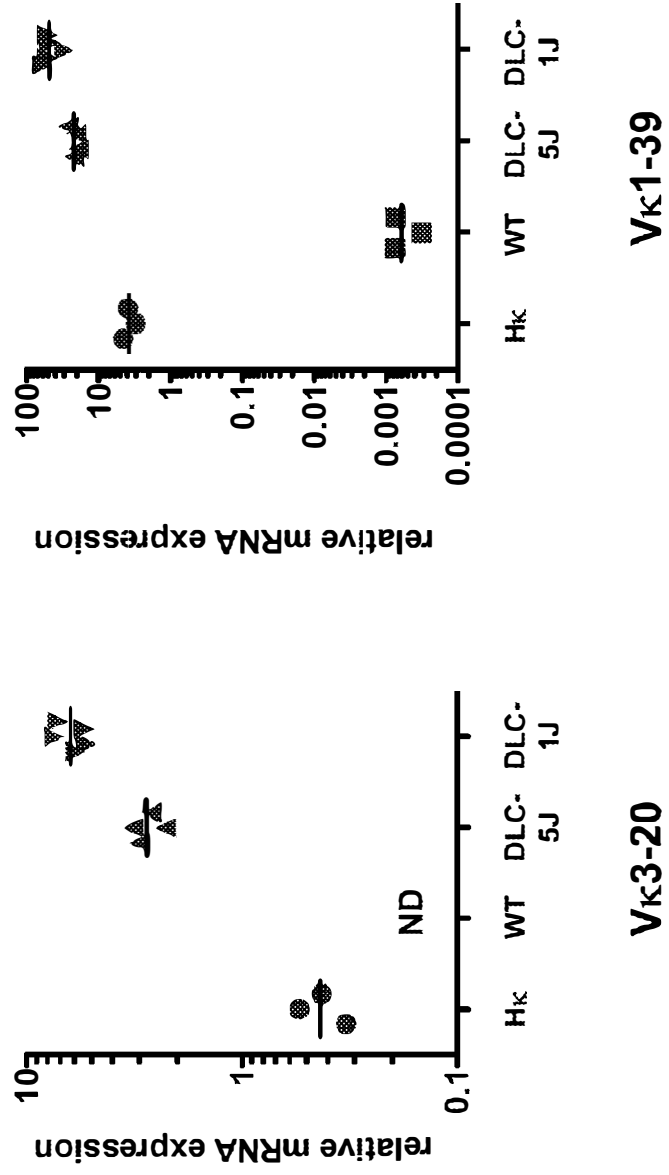 relative mRNA expression
10
1
0.1
ND
Hκ WT DLC- DLC-
5J 1J
Vκ3-20
relative mRNA expression
100
10
1
0.1
0.01
0.001
0.0001
Hκ WT DLC- DLC-
5J 1J
Vκ1-39